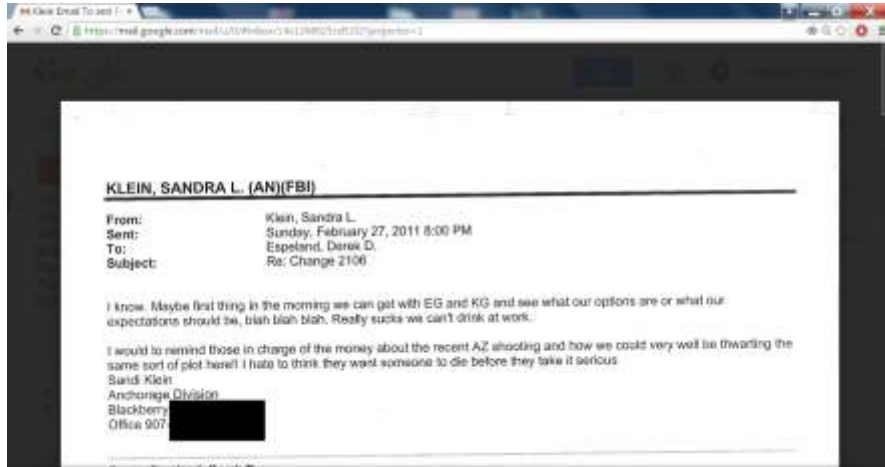 M Klein Email To and F
KLEIN, SANDRA L. (AN)(FBI)
From: Klein, Sandra L.
Sent: Sunday, February 27, 2011 8:00 PM
To: Espeland, Derek D.
Subject: Re: Change 2106
I know. Maybe first thing in the morning we can get with EG and KG and see what our options are or what our
expectations should be, blah blah blah. Really sucks we can't drink at work.
I would to remind those in charge of the money about the recent AZ shooting and how we could very well be thwarting the
same sort of plot here!! I hate to think they want someone to die before they take it serious
Sandi Klein
Anchorage Division
Blackberry
Office 907-